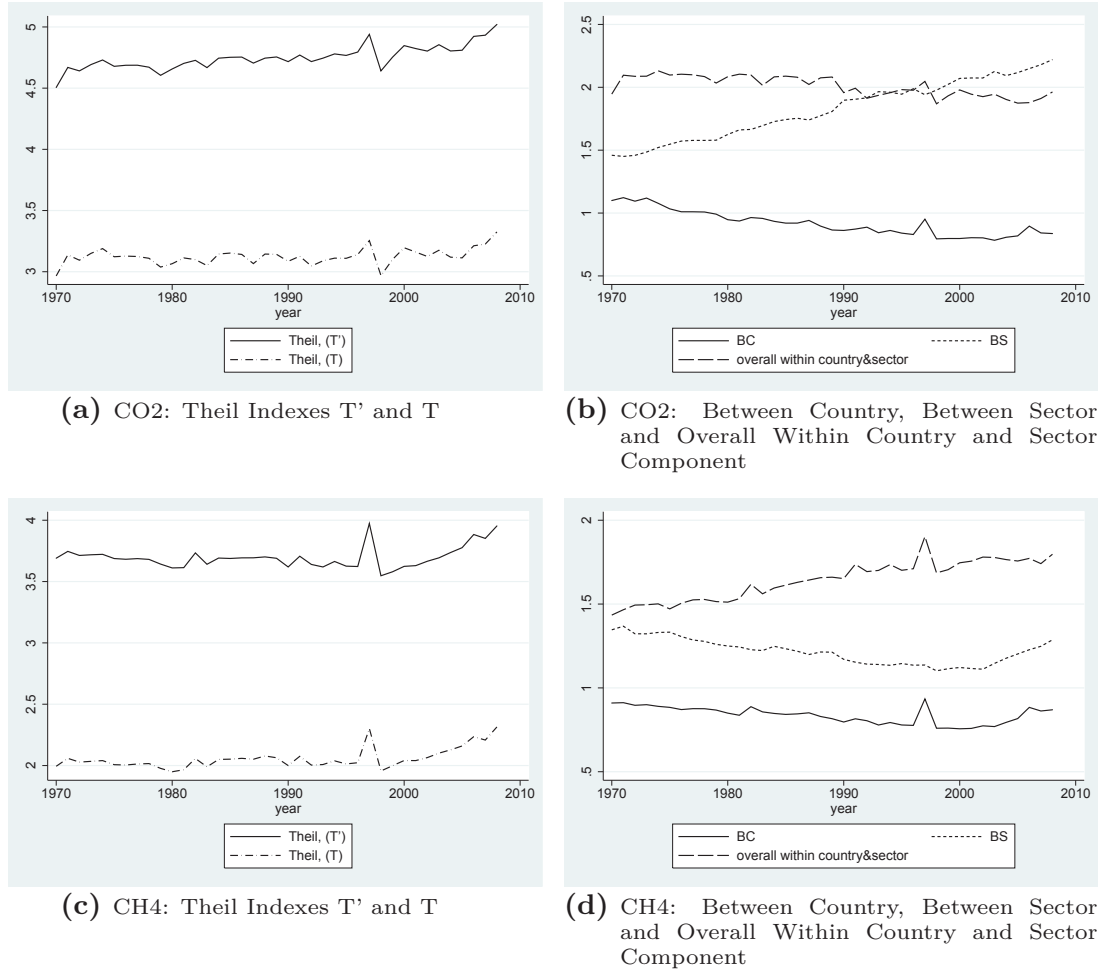 5
4.5
4
3.5
3
1970 1980 1990 2000 2010
year
Theil, (T')
Theil, (T)
(a) CO2: Theil Indexes T' and T
2.5
2
1.5
1
.5
1970 1980 1990 2000 2010
year
BC BS
overall within country&sector
(b) CO2: Between Country, Between Sector
and Overall Within Country and Sector
Component
4
3.5
3
2.5
2
1970 1980 1990 2000 2010
year
Theil, (T')
Theil, (T)
(c) CH4: Theil Indexes T' and T
2
1.5
1
.5
1970 1980 1990 2000 2010
year
BC BS
overall within country&sector
(d) CH4: Between Country, Between Sector
and Overall Within Country and Sector
Component